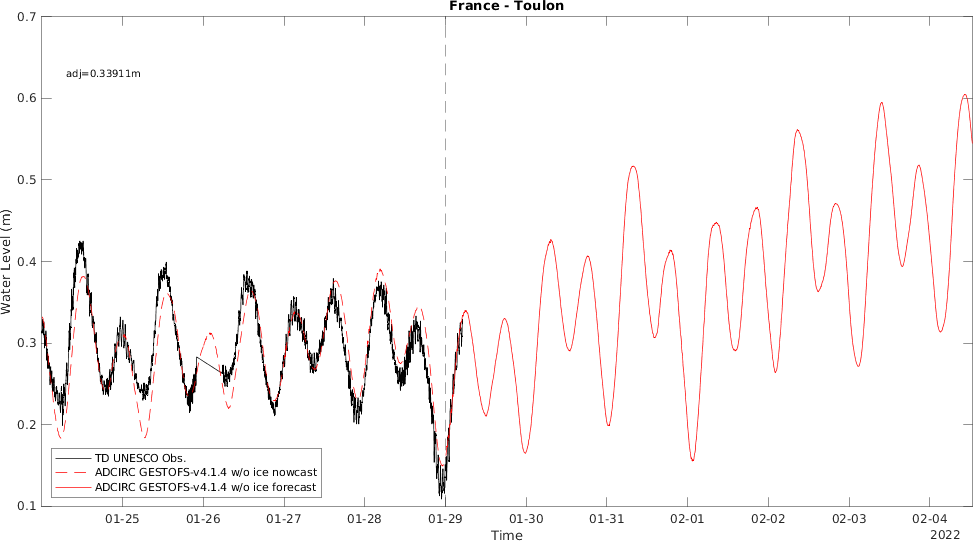 France - Toulon
0.7
adj=0.33911m
0.6
0.5
0.4
0.3
0.2
0.1
Water Level (m)
TD UNESCO Obs.
ADCIRC GESTOFS-v4.1.4 w/o ice nowcast
ADCIRC GESTOFS-v4.1.4 w/o ice forecast
01-25 01-26 01-27 01-28 01-29 01-30 01-31 02-01 02-02 02-03 02-04
Time
2022